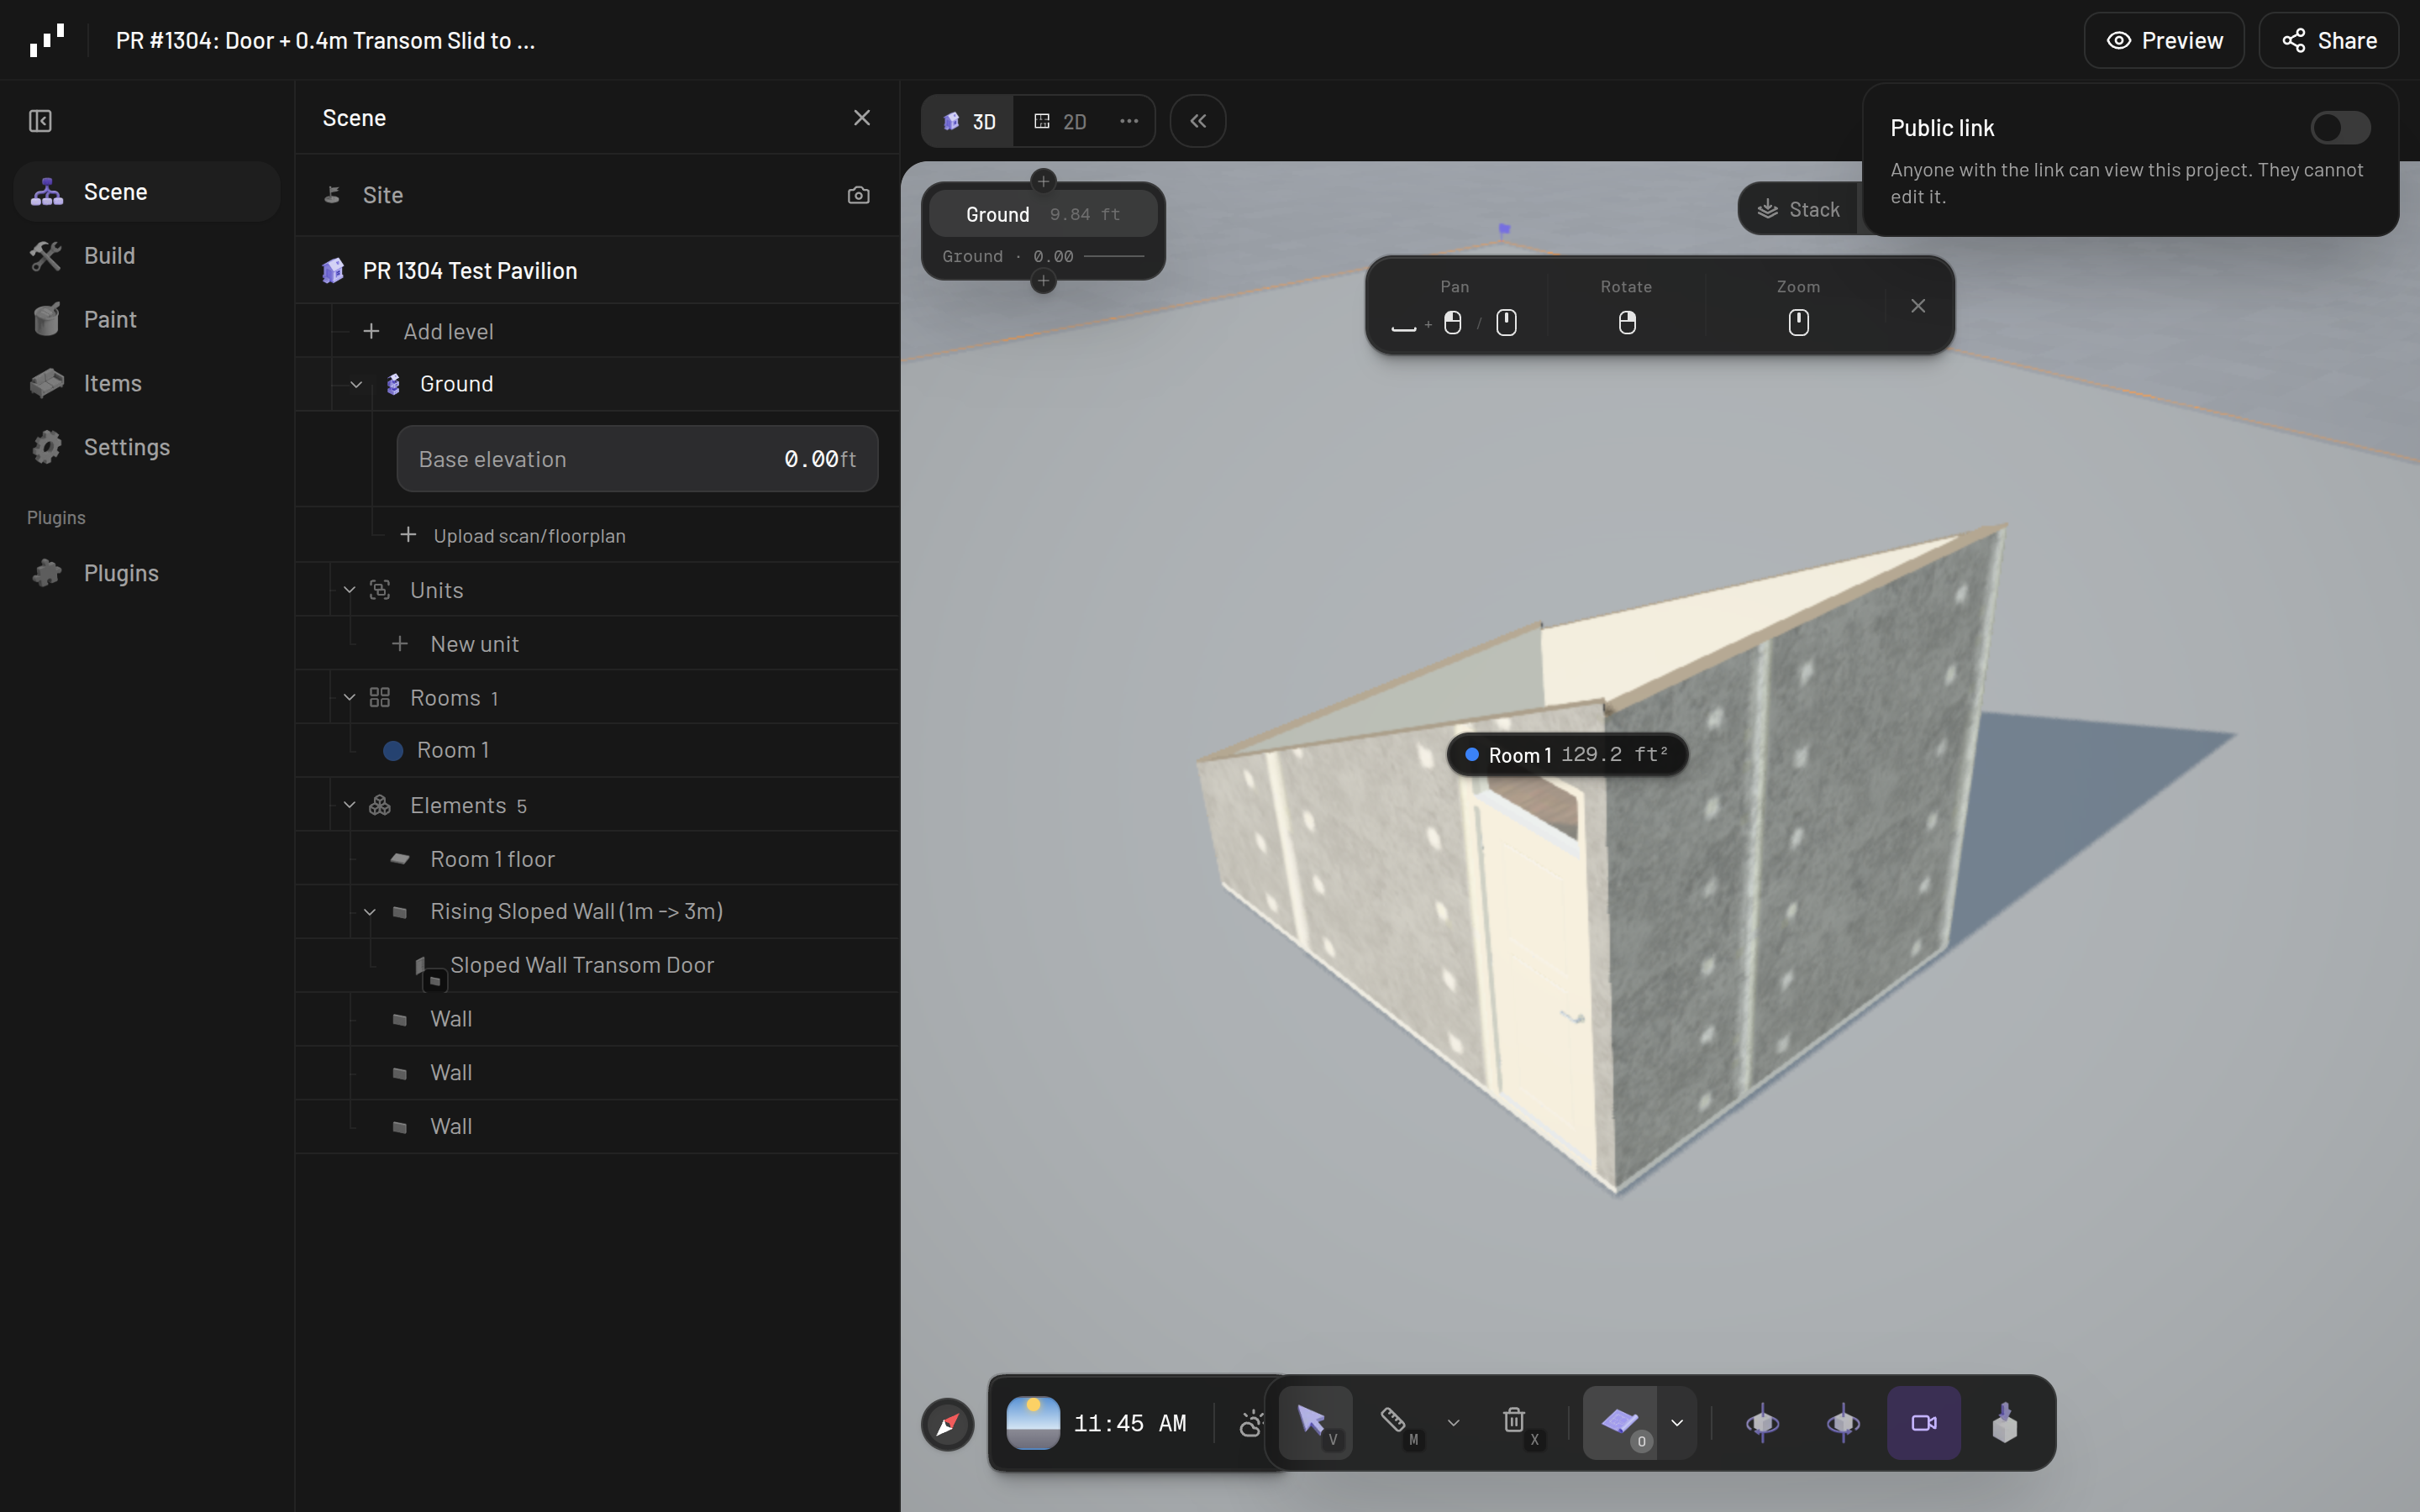 PR #1304: Door + 0.4m Transom Slid to ...
Preview
Share
Scene
Build
Paint
Items
Settings
Plugins
Plugins
Scene
Site
PR 1304 Test Pavilion
Add level
Ground
Base elevation 0.00ft
Upload scan/floorplan
Units
New unit
Rooms 1
Room 1
Elements 5
Room 1 floor
Rising Sloped Wall (1m -> 3m)
Sloped Wall Transom Door
Wall
Wall
Wall
3D
2D
Public link
Anyone with the link can view this project. They cannot
edit it.
Ground 9.84 ft
Ground · 0.00
Stack
Pan
Rotate
Zoom
+ /
Room 1 129.2 ft²
11:45 AM
V
M
X
0